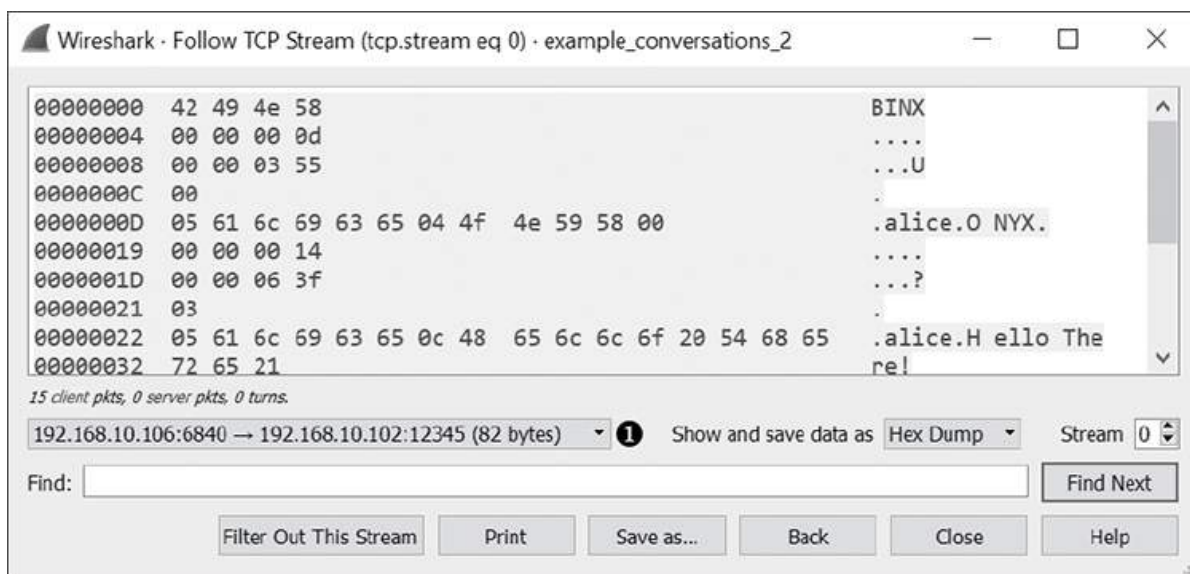 Wireshark · Follow TCP Stream (tcp.stream eq 0) · example_conversations_2
00000000 42 49 4e 58 BINX
00000004 00 00 00 0d ....
00000008 00 00 03 55 ...U
0000000C 00 .
0000000D 05 61 6c 69 63 65 04 4f 4e 59 58 00 .alice.O NYX.
00000019 00 00 00 14 ....
0000001D 00 00 06 3f ...?
00000021 03 .
00000022 05 61 6c 69 63 65 0c 48 65 6c 6c 6f 20 54 68 65 .alice.H ello The
00000032 72 65 21 re!
15 client pkts, 0 server pkts, 0 turns.
192.168.10.106:6840 → 192.168.10.102:12345 (82 bytes) ❶ Show and save data as Hex Dump Stream 0
Find: Find Next
Filter Out This Stream Print Save as... Back Close Help